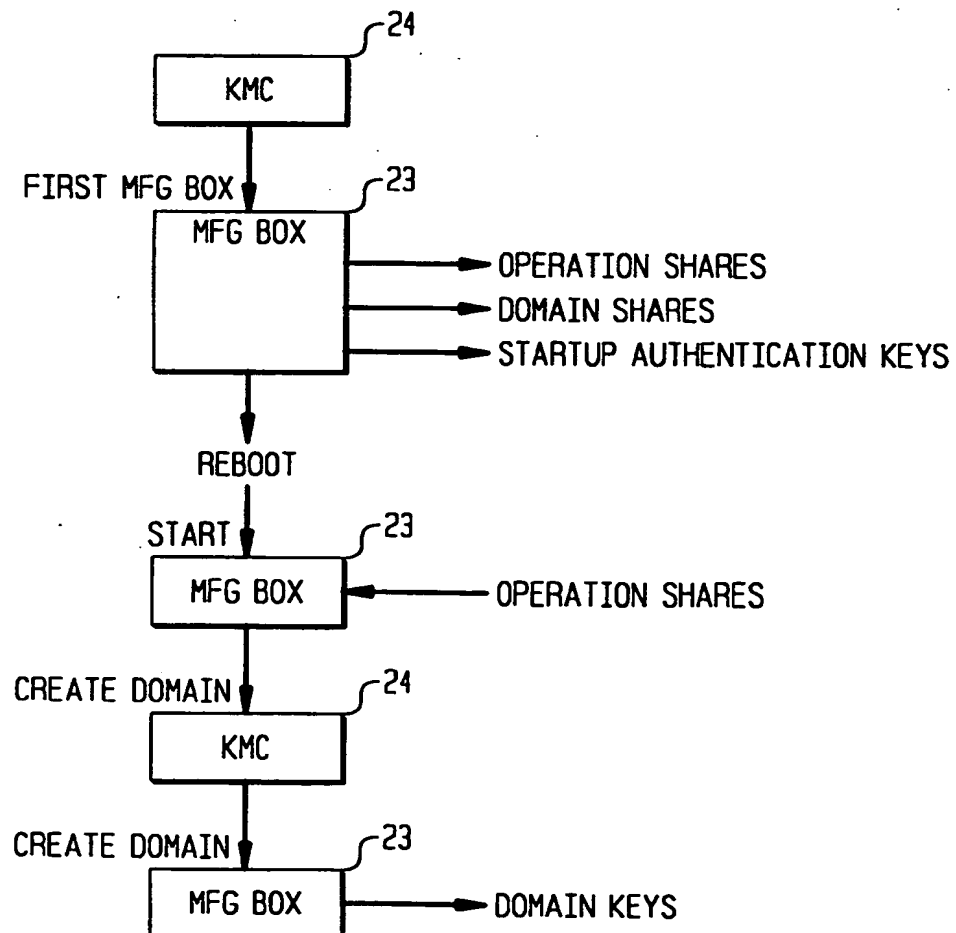 24
KMC
FIRST MFG BOX
23
MFG BOX
OPERATION SHARES
DOMAIN SHARES
STARTUP AUTHENTICATION KEYS
REBOOT
START
23
MFG BOX
OPERATION SHARES
CREATE DOMAIN
24
KMC
CREATE DOMAIN
23
MFG BOX
DOMAIN KEYS